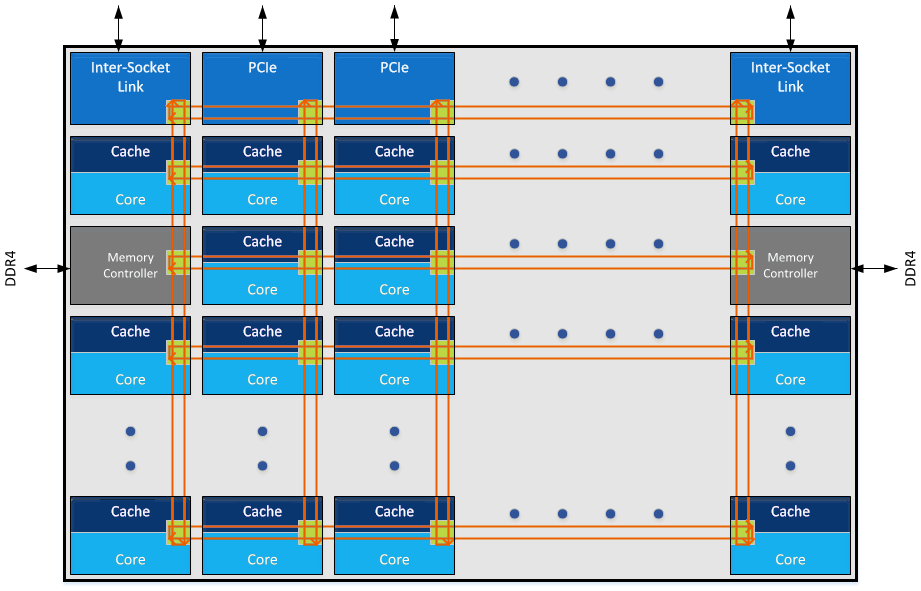 Inter-Socket
Link
PCIe
PCIe
Inter-Socket
Link
Cache
Core
Cache
Core
Cache
Core
Cache
Core
DDR4
Memory
Controller
Cache
Core
Cache
Core
Memory
Controller
DDR4
Cache
Core
Cache
Core
Cache
Core
Cache
Core
Cache
Core
Cache
Core
Cache
Core
Cache
Core